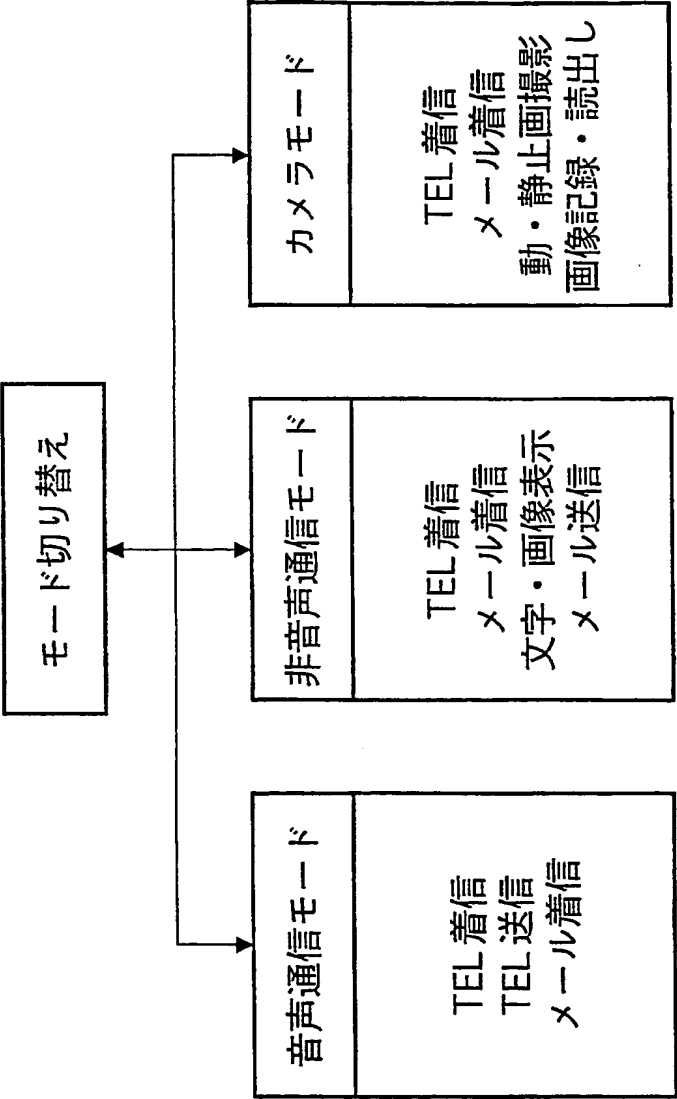 モード切り替え
音声通信モード
TEL着信
TEL送信
メール着信
非音声通信モード
TEL着信
メール着信
文字・画像表示
メール送信
カメラモード
TEL着信
メール着信
動・静止画撮影
画像記録・読出し